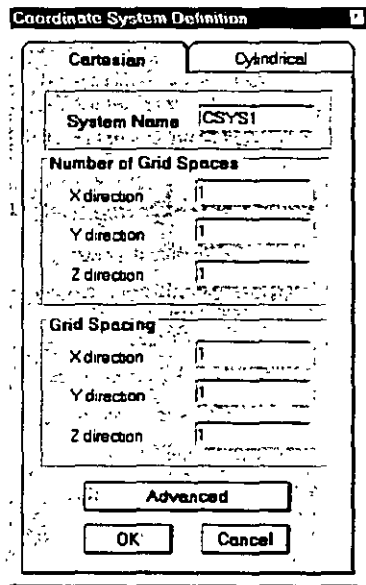 Coordinate System Definition
Cartesian Cylindrical
System Name CSYS1
Number of Grid Spaces
X direction 1
Y direction 1
Z direction 1
Grid Spacing
X direction 1
Y direction 1
Z direction 1
Advanced
OK Cancel